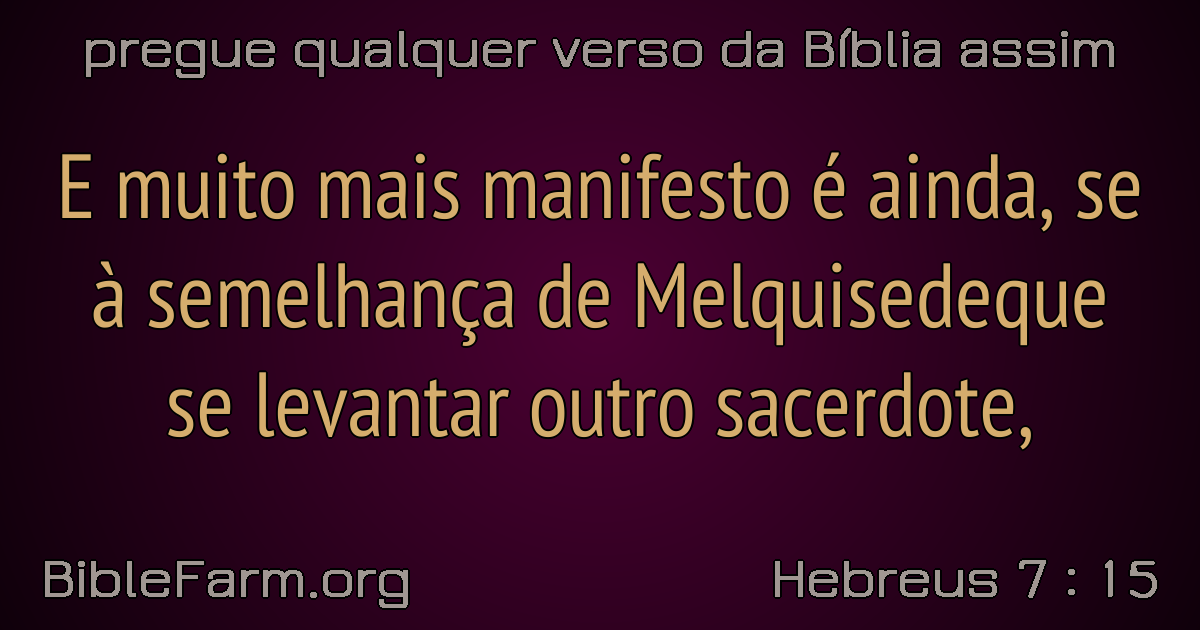 pregue qualquer verso da Bíblia assim
E muito mais manifesto é ainda, se
à semelhança de Melquisedeque
se levantar outro sacerdote,
BibleFarm.org
Hebreus 7 : 15